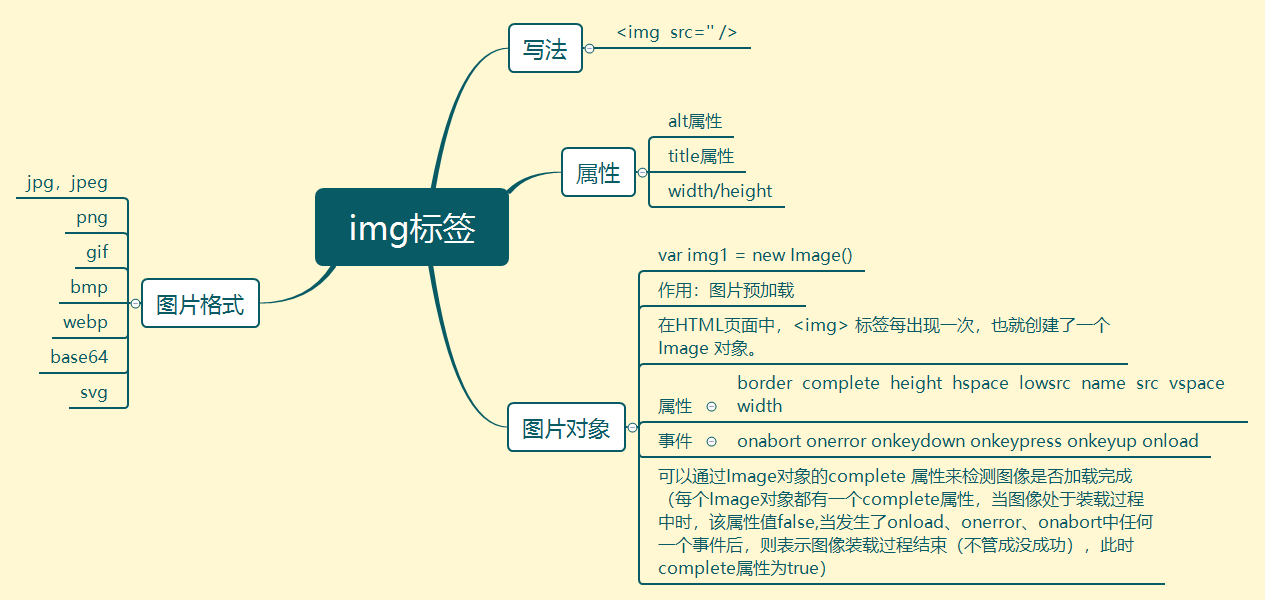 img标签
写法
<img  src=" />
属性
alt属性
title属性
width/height
图片对象
var img1 = new Image()
作用：图片预加载
在HTML页面中，<img> 标签每出现一次，也就创建了一个
Image 对象。
属性
border  complete  height  hspace  lowsrc  name  src  vspace
width
事件
onabort onerror onkeydown onkeypress onkeyup onload
可以通过Image对象的complete 属性来检测图像是否加载完成
（每个Image对象都有一个complete属性，当图像处于装载过程
中时，该属性值false,当发生了onload、onerror、onabort中任何
一个事件后，则表示图像装载过程结束（不管成没成功），此时
complete属性为true）
图片格式
jpg，jpeg
png
gif
bmp
webp
base64
svg